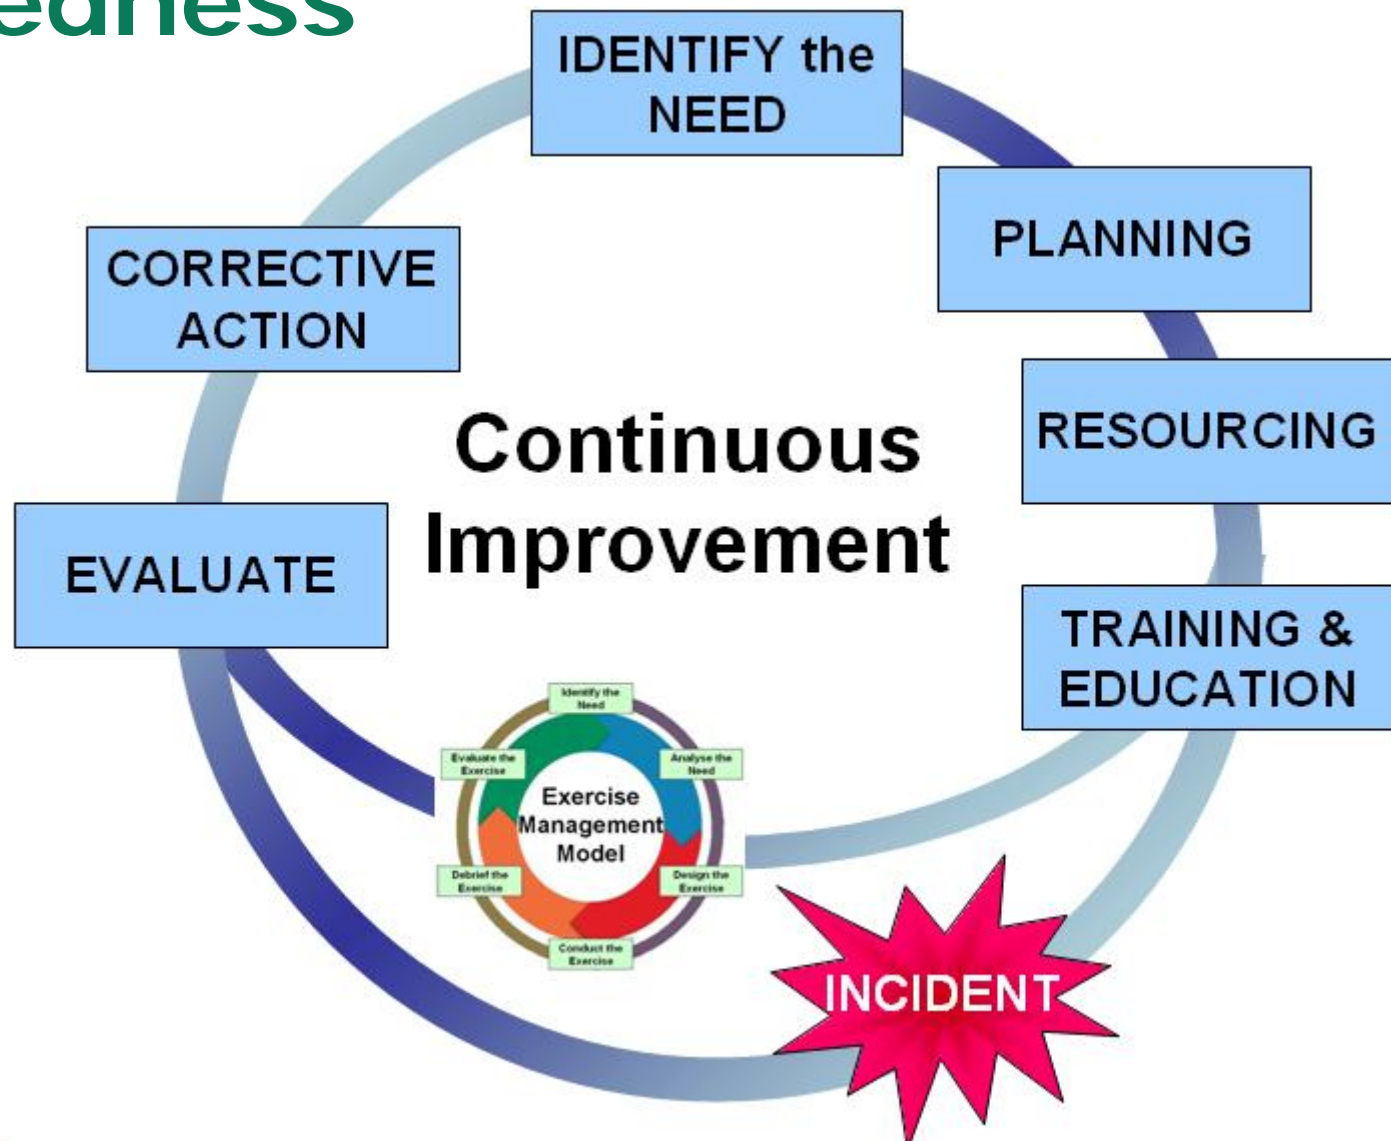 edness
IDENTIFY the
NEED
PLANNING
CORRECTIVE
ACTION
RESOURCING
Continuous
Improvement
EVALUATE
TRAINING &
EDUCATION
Identify the
Need
Evaluate the
Exercise
Analyse the
Need
Exercise
Management
Model
Debrief the
Exercise
Design the
Exercise
Conduct the
Exercise
INCIDENT